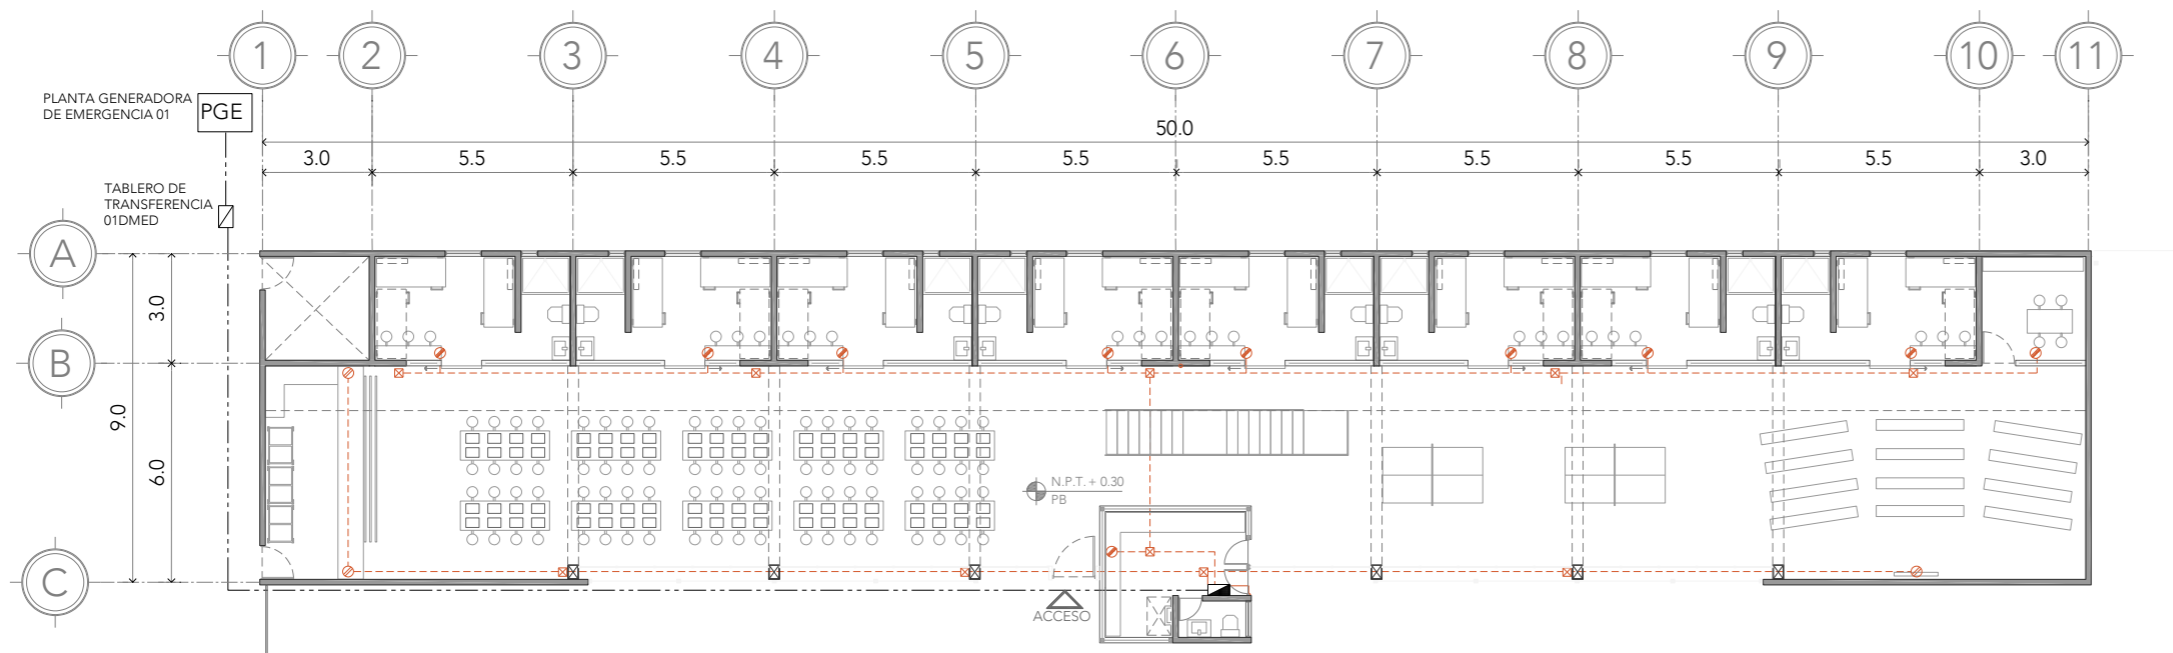 1 2 3 4 5 6 7 8 9 10 11
PLANTA GENERADORA
DE EMERGENCIA 01
PGE
50.0
3.0 5.5 5.5 5.5 5.5 5.5 5.5 5.5 5.5 3.0
TABLERO DE
TRANSFERENCIA
01DMED
A
3.0
B
9.0
6.0
N.P.T. + 0.30
PB
C
ACCESO